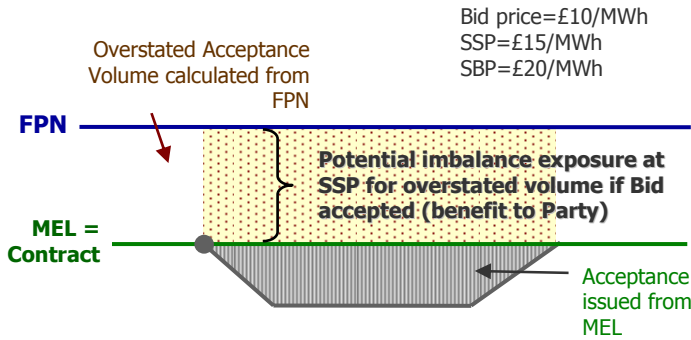 Bid price=£10/MWh
SSP=£15/MWh
SBP=£20/MWh
Overstated Acceptance
Volume calculated from
FPN
FPN
Potential imbalance exposure at
SSP for overstated volume if Bid
accepted (benefit to Party)
MEL =
Contract
Acceptance
issued from
MEL